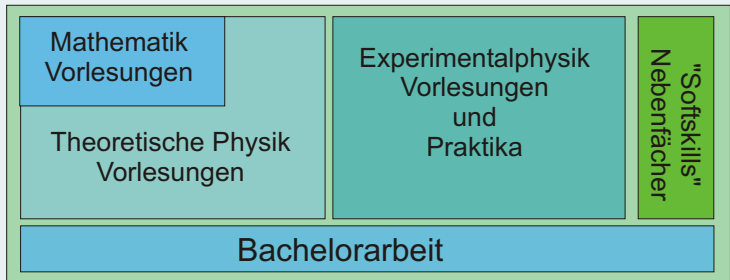 Mathematik
Vorlesungen
Theoretische Physik
Vorlesungen
Experimentalphysik
Vorlesungen
und
Praktika
"Softskills"
Nebenfächer
Bachelorarbeit